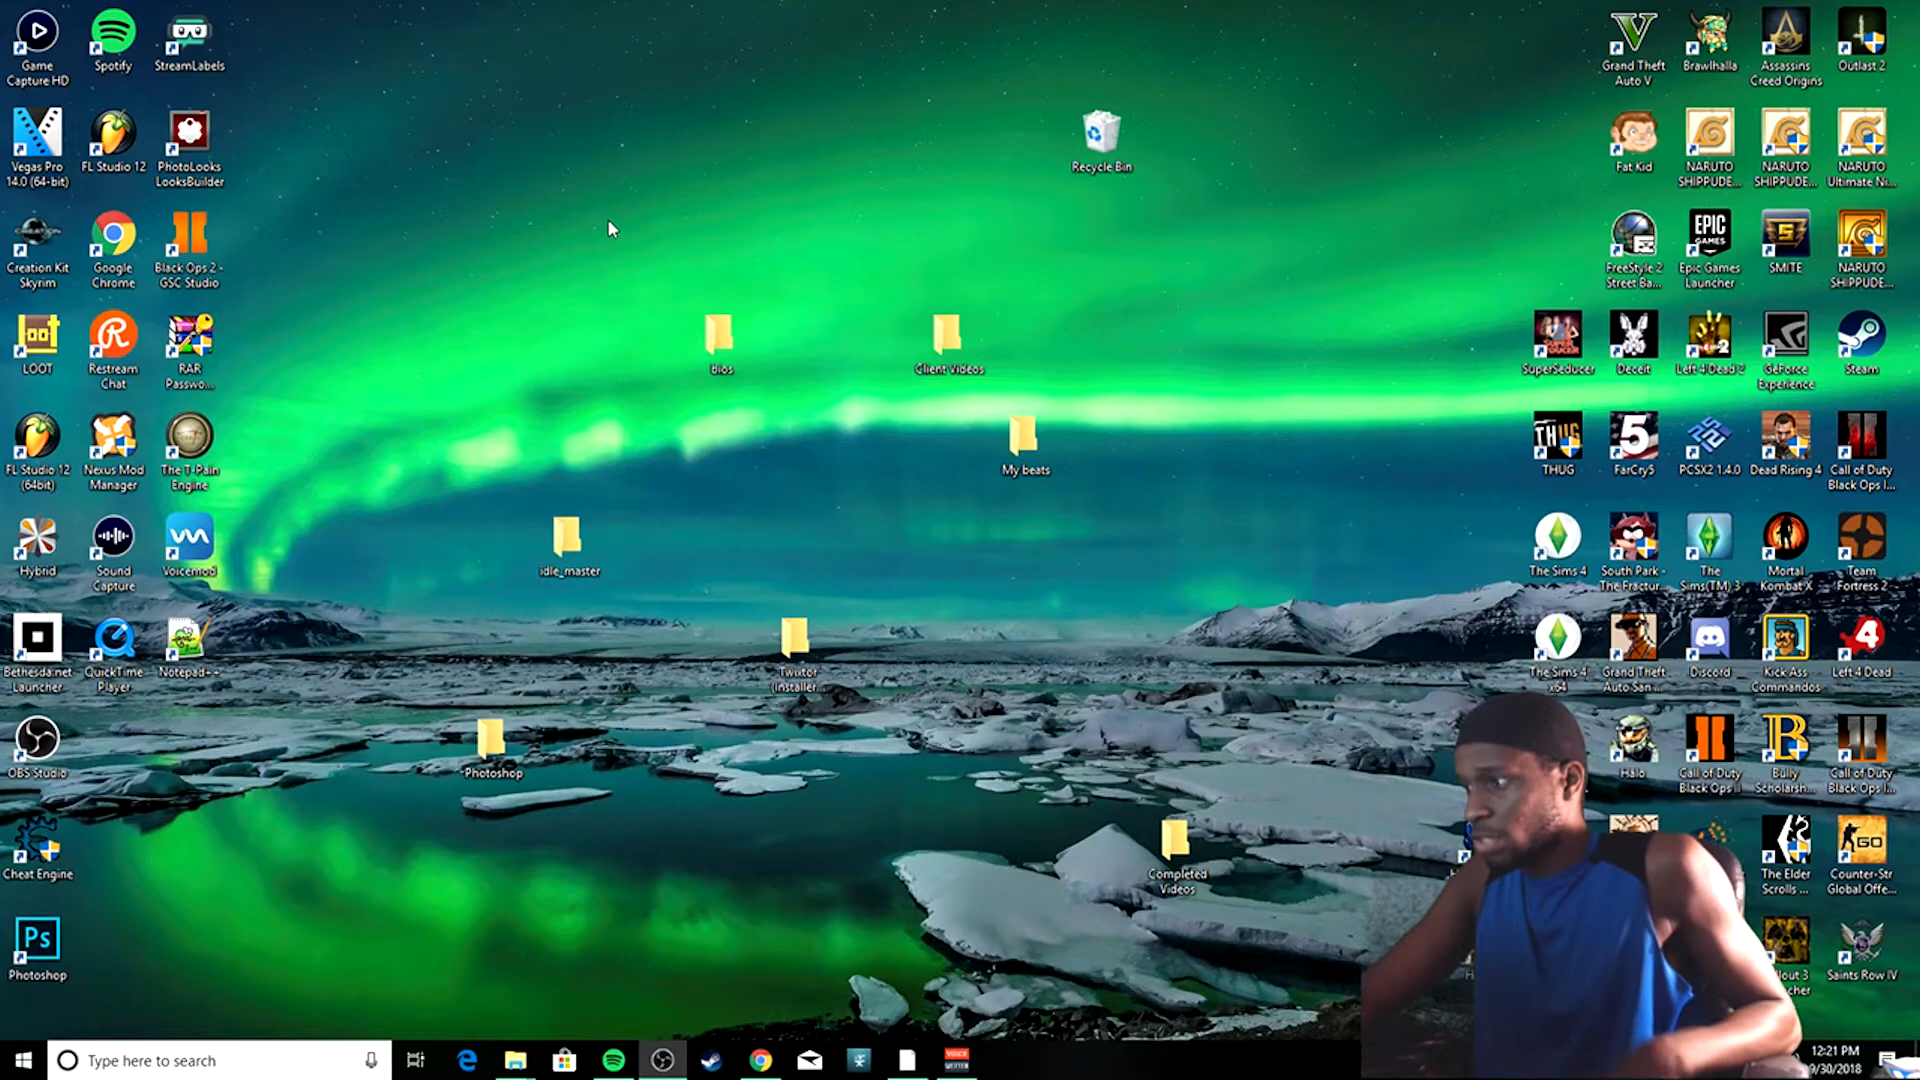 Game
Capture HD
Spotify
StreamLabels
Vegas Pro
14.0 (64-bit)
FL Studio 12
PhotoLooks
LooksBuilder
Creation Kit
Skyrim
Google
Chrome
Black Ops 2 -
GSC Studio
LOOT
Restream
Chat
RAR
Passwo...
FL Studio 12
(64bit)
Nexus Mod
Manager
The T-Pain
Engine
Hybrid
Sound
Capture
Voicemod
Bethesda.net
Launcher
QuickTime
Player
Notepad++
OBS Studio
Cheat Engine
Ps
Photoshop
Recycle Bin
Bios
Client Videos
My beats
idle_master
Twixtor
(Installer...
Photoshop
Completed
Videos
Grand Theft
Auto V
Brawlhalla
Assassins
Creed Origins
Outlast 2
Fat Kid
NARUTO
SHIPPUDE...
NARUTO
SHIPPUDE...
NARUTO
Ultimate Ni...
FreeStyle 2
Street Ba...
EPIC
GAMES
Epic Games
Launcher
SMITE
NARUTO
SHIPPUDE...
SuperSeducer
Deceit
Left 4 Dead 2
GeForce
Experience
Steam
THUG
THUG
5
FarCry5
PCSX2 1.4.0
Dead Rising 4
Call of Duty
Black Ops I...
The Sims 4
South Park -
The Fractur...
The
Sims(TM) 3
Mortal
Kombat X
Team
Fortress 2
The Sims 4
x64
Grand Theft
Auto San ...
Discord
Kick Ass
Commandos
4
Left 4 Dead
Halo
Call of Duty
Black Ops II
Bully
Scholarsh...
Call of Duty
Black Ops I...
The Elder
Scrolls ...
GO
Counter-Str
Global Offe...
Saints Row IV
Type here to search
12:21 PM
9/30/2018